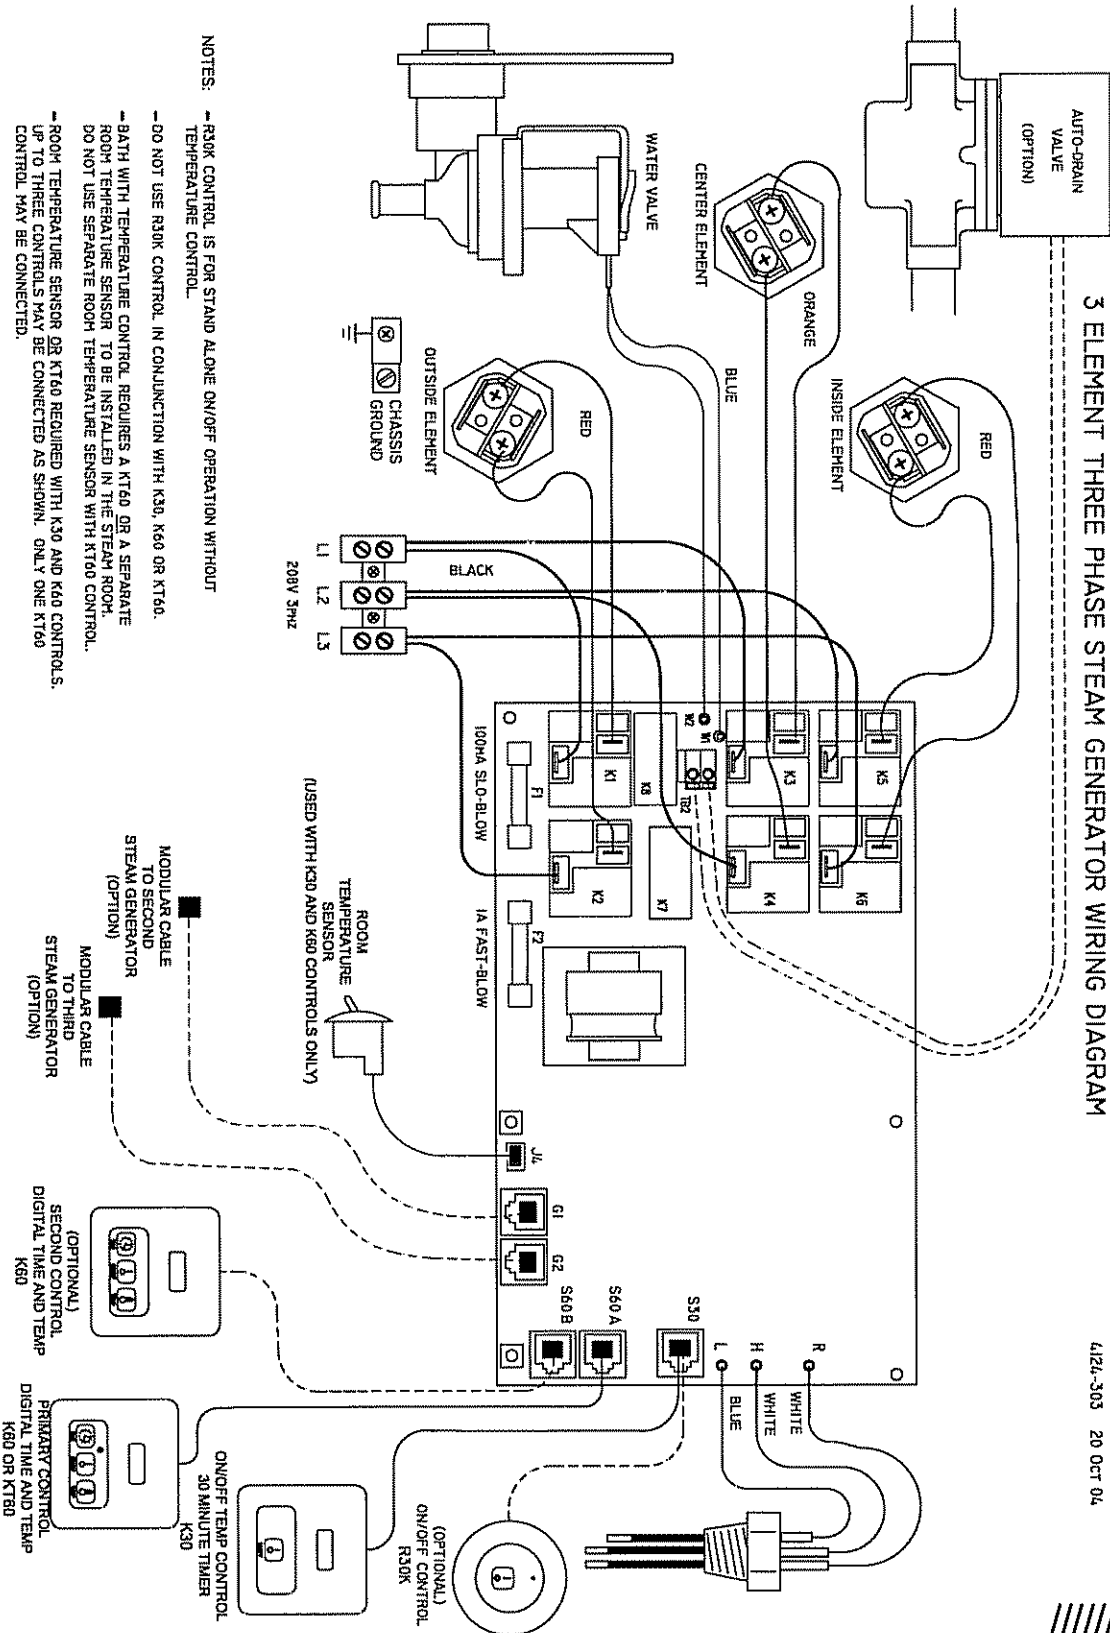 3 ELEMENT THREE PHASE STEAM GENERATOR WIRING DIAGRAM
4124-303 20 OCT 04
AUTO-DRAIN
VALVE
(OPTION)
INSIDE ELEMENT
RED
CENTER ELEMENT
ORANGE
WATER VALVE
BLUE
OUTSIDE ELEMENT
RED
CHASSIS
GROUND
BLACK
L1
L2
L3
208V 3PHZ
K5
K6
K3
K4
W1
W2
TB2
K8
K7
K1
K2
F1
100MA SLO-BLOW
F2
1A FAST-BLOW
J4
G1
G2
S60 B
S60 A
S30
L
H
R
WHITE
WHITE
BLUE
ROOM
TEMPERATURE
SENSOR
(USED WITH K30 AND K60 CONTROLS ONLY)
MODULAR CABLE
TO SECOND
STEAM GENERATOR
(OPTION)
MODULAR CABLE
TO THIRD
STEAM GENERATOR
(OPTION)
(OPTIONAL)
SECOND CONTROL
DIGITAL TIME AND TEMP
K60
PRIMARY CONTROL
DIGITAL TIME AND TEMP
K60 OR KT60
ON/OFF TEMP CONTROL
30 MINUTE TIMER
K30
(OPTIONAL)
ON/OFF CONTROL
R30K
NOTES: - R30K CONTROL IS FOR STAND ALONE ON/OFF OPERATION WITHOUT
TEMPERATURE CONTROL.
- DO NOT USE R30K CONTROL IN CONJUNCTION WITH K30, K60 OR KT60.
- BATH WITH TEMPERATURE CONTROL REQUIRES A KT60 OR A SEPARATE
ROOM TEMPERATURE SENSOR TO BE INSTALLED IN THE STEAM ROOM.
DO NOT USE SEPARATE ROOM TEMPERATURE SENSOR WITH KT60 CONTROL.
- ROOM TEMPERATURE SENSOR OR KT60 REQUIRED WITH K30 AND K60 CONTROLS.
UP TO THREE CONTROLS MAY BE CONNECTED AS SHOWN. ONLY ONE KT60
CONTROL MAY BE CONNECTED.